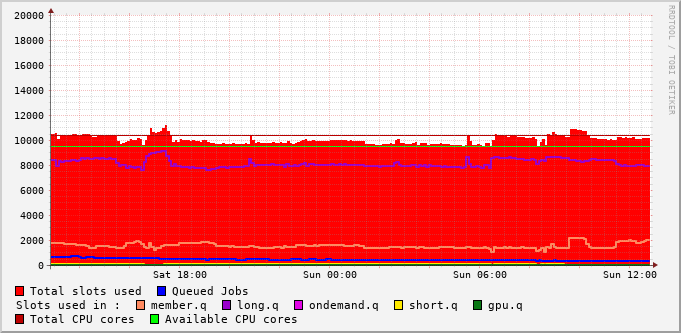 RRDTOOL / TOBI OETIKER
20000
18000
16000
14000
12000
10000
8000
6000
4000
2000
0
Sat 18:00 Sun 00:00 Sun 06:00 Sun 12:00
Total slots used Queued Jobs
Slots used in : member.q long.q ondemand.q short.q gpu.q
Total CPU cores Available CPU cores